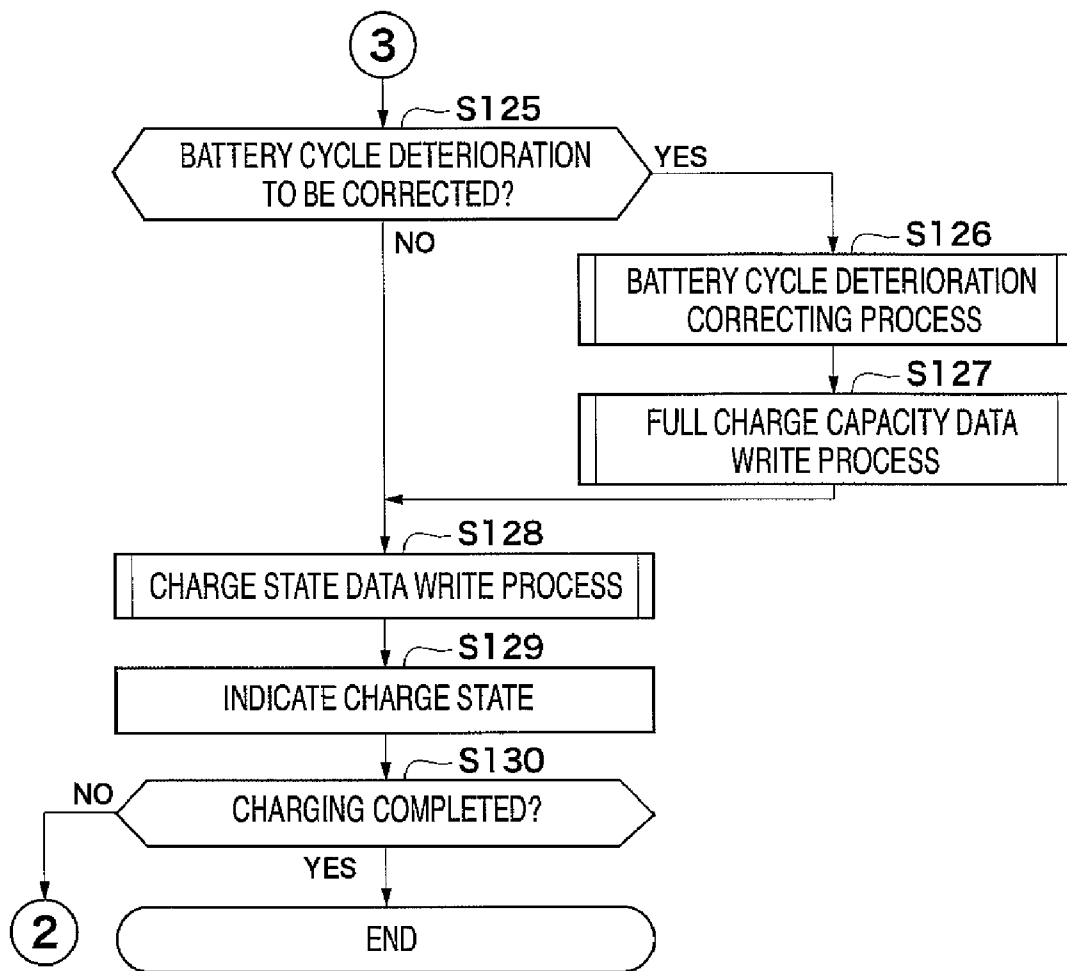 3
S125
BATTERY CYCLE DETERIORATION
TO BE CORRECTED?
YES
NO
S126
BATTERY CYCLE DETERIORATION
CORRECTING PROCESS
S127
FULL CHARGE CAPACITY DATA
WRITE PROCESS
S128
CHARGE STATE DATA WRITE PROCESS
S129
INDICATE CHARGE STATE
S130
CHARGING COMPLETED?
NO
YES
2
END